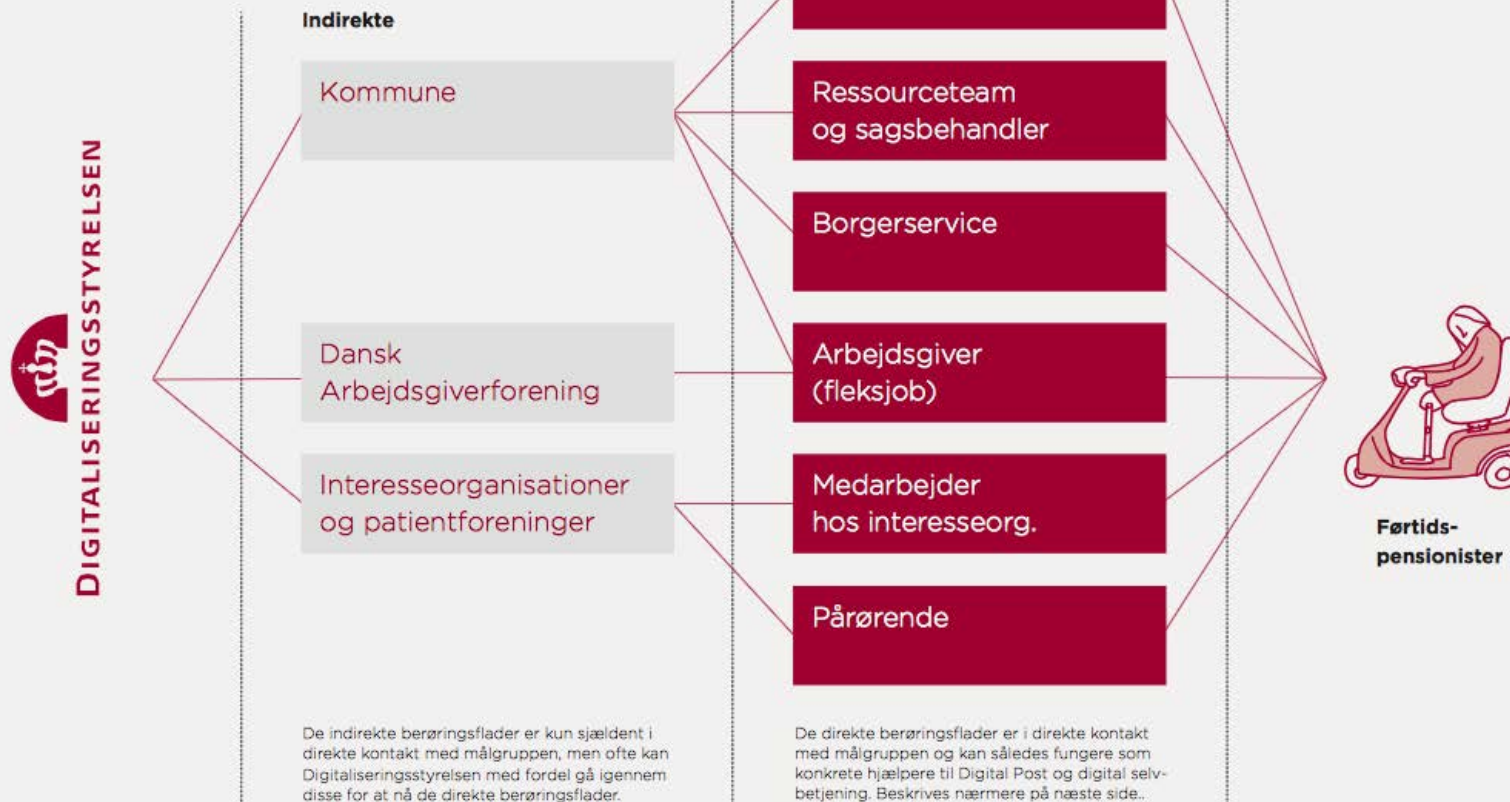 DIGITALISERINGSSTYRELSEN
Indirekte
Kommune
Dansk
Arbejdsgiverforening
Interesseorganisationer
og patientforeninger
De indirekte berøringsflader er kun sjældent i
direkte kontakt med målgruppen, men ofte kan
Digitaliseringsstyrelsen med fordel gå igennem
disse for at nå de direkte berøringsflader.
Ressourceteam
og sagsbehandler
Borgerservice
Arbejdsgiver
(fleksjob)
Medarbejder
hos interesseorg.
Pårørende
De direkte berøringsflader er i direkte kontakt
med målgruppen og kan således fungere som
konkrete hjælpere til Digital Post og digital selv-
betjening. Beskrives nærmere på næste side..
Førtids-
pensionister